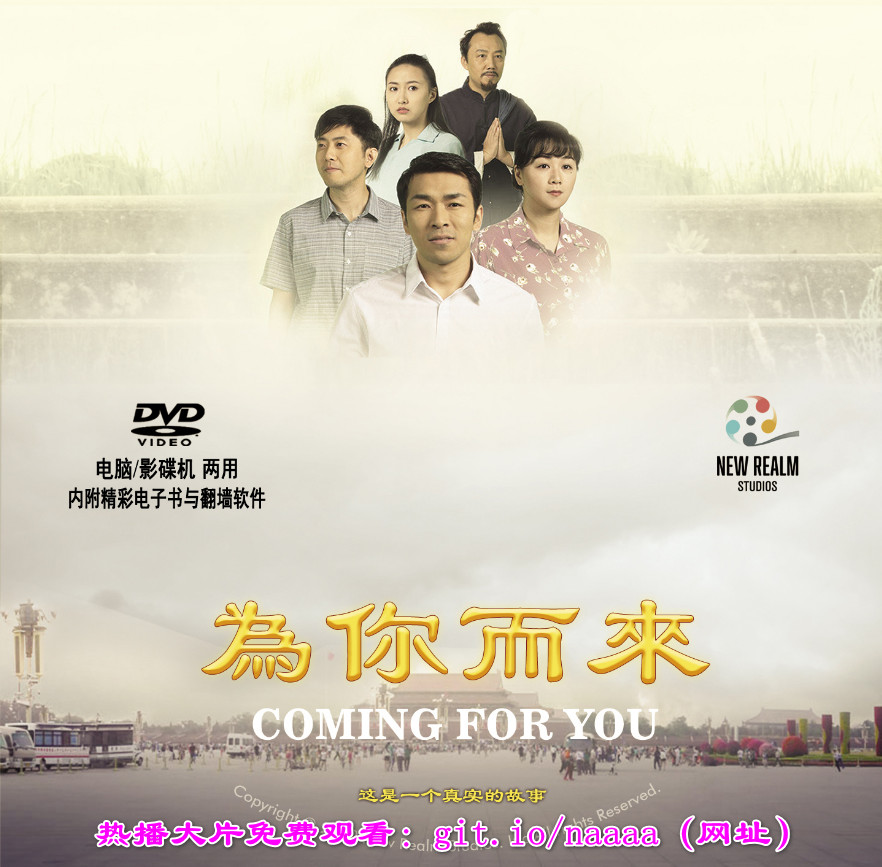 DVD
VIDEO
电脑/影碟机 两用
内附精彩电子书与翻墙软件
NEW REALM
STUDIOS
為你而來
COMING FOR YOU
这是一个真实的故事
Copyright © Reserved.
热播大片免费观看：git.io/naaaa（网址）